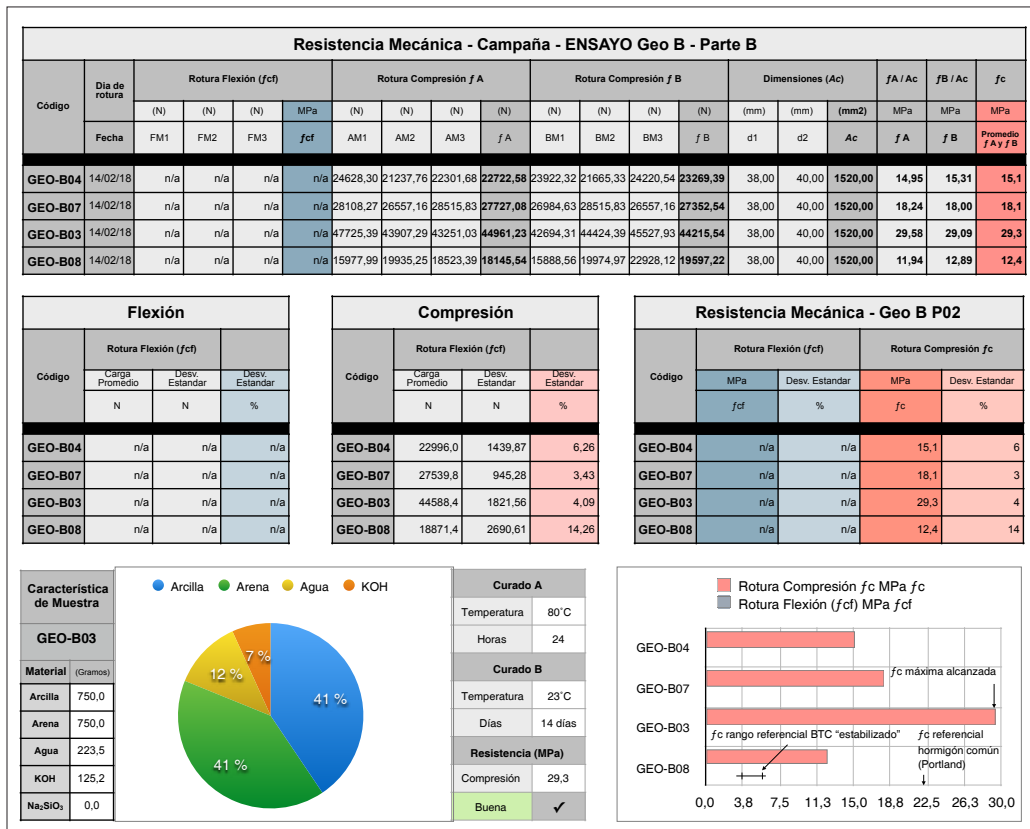 Resistencia Mecánica - Campaña - ENSAYO Geo B - Parte B
Código Dia de rotura Rotura Flexión (ƒcf) Rotura Compresión ƒ A Rotura Compresión ƒ B Dimensiones (Ac) ƒA / Ac ƒB / Ac ƒc
(N) (N) (N) MPa (N) (N) (N) (N) (N) (N) (N) (N) (mm) (mm) (mm2) MPa MPa MPa
Fecha FM1 FM2 FM3 ƒcf AM1 AM2 AM3 ƒ A BM1 BM2 BM3 ƒ B d1 d2 Ac ƒ A ƒ B Promedio ƒ A y ƒ B
GEO-B04 14/02/18 n/a n/a n/a n/a 24628,30 21237,76 22301,68 22722,58 23922,32 21665,33 24220,54 23269,39 38,00 40,00 1520,00 14,95 15,31 15,1
GEO-B07 14/02/18 n/a n/a n/a n/a 28108,27 26557,16 28515,83 27727,08 26984,63 28515,83 26557,16 27352,54 38,00 40,00 1520,00 18,24 18,00 18,1
GEO-B03 14/02/18 n/a n/a n/a n/a 47725,39 43907,29 43251,03 44961,23 42694,31 44424,39 45527,93 44215,54 38,00 40,00 1520,00 29,58 29,09 29,3
GEO-B08 14/02/18 n/a n/a n/a n/a 15977,99 19935,25 18523,39 18145,54 15888,56 19974,97 22928,12 19597,22 38,00 40,00 1520,00 11,94 12,89 12,4
Flexión
Código Rotura Flexión (ƒcf)
Carga Promedio Desv. Estandar Desv. Estandar
N N %
GEO-B04 n/a n/a n/a
GEO-B07 n/a n/a n/a
GEO-B03 n/a n/a n/a
GEO-B08 n/a n/a n/a
Compresión
Código Rotura Flexión (ƒcf)
Carga Promedio Desv. Estandar Desv. Estandar
N N %
GEO-B04 22996,0 1439,87 6,26
GEO-B07 27539,8 945,28 3,43
GEO-B03 44588,4 1821,56 4,09
GEO-B08 18871,4 2690,61 14,26
Resistencia Mecánica - Geo B P02
Código Rotura Flexión (ƒcf) Rotura Compresión ƒc
MPa Desv. Estandar MPa Desv. Estandar
ƒcf % ƒc %
GEO-B04 n/a n/a 15,1 6
GEO-B07 n/a n/a 18,1 3
GEO-B03 n/a n/a 29,3 4
GEO-B08 n/a n/a 12,4 14
Característica de Muestra
GEO-B03
Material (Gramos)
Arcilla 750,0
Arena 750,0
Agua 223,5
KOH 125,2
Na₂SiO₃ 0,0
Arcilla Arena Agua KOH
7 %
12 %
41 %
41 %
Curado A
Temperatura 80˚C
Horas 24
Curado B
Temperatura 23˚C
Días 14 días
Resistencia (MPa)
Compresión 29,3
Buena ✓
Rotura Compresión ƒc MPa ƒc
Rotura Flexión (ƒcf) MPa ƒcf
GEO-B04
GEO-B07
ƒc máxima alcanzada
GEO-B03
ƒc rango referencial BTC "estabilizado"
ƒc referencial
hormigón común
(Portland)
GEO-B08
0,0 3,8 7,5 11,3 15,0 18,8 22,5 26,3 30,0